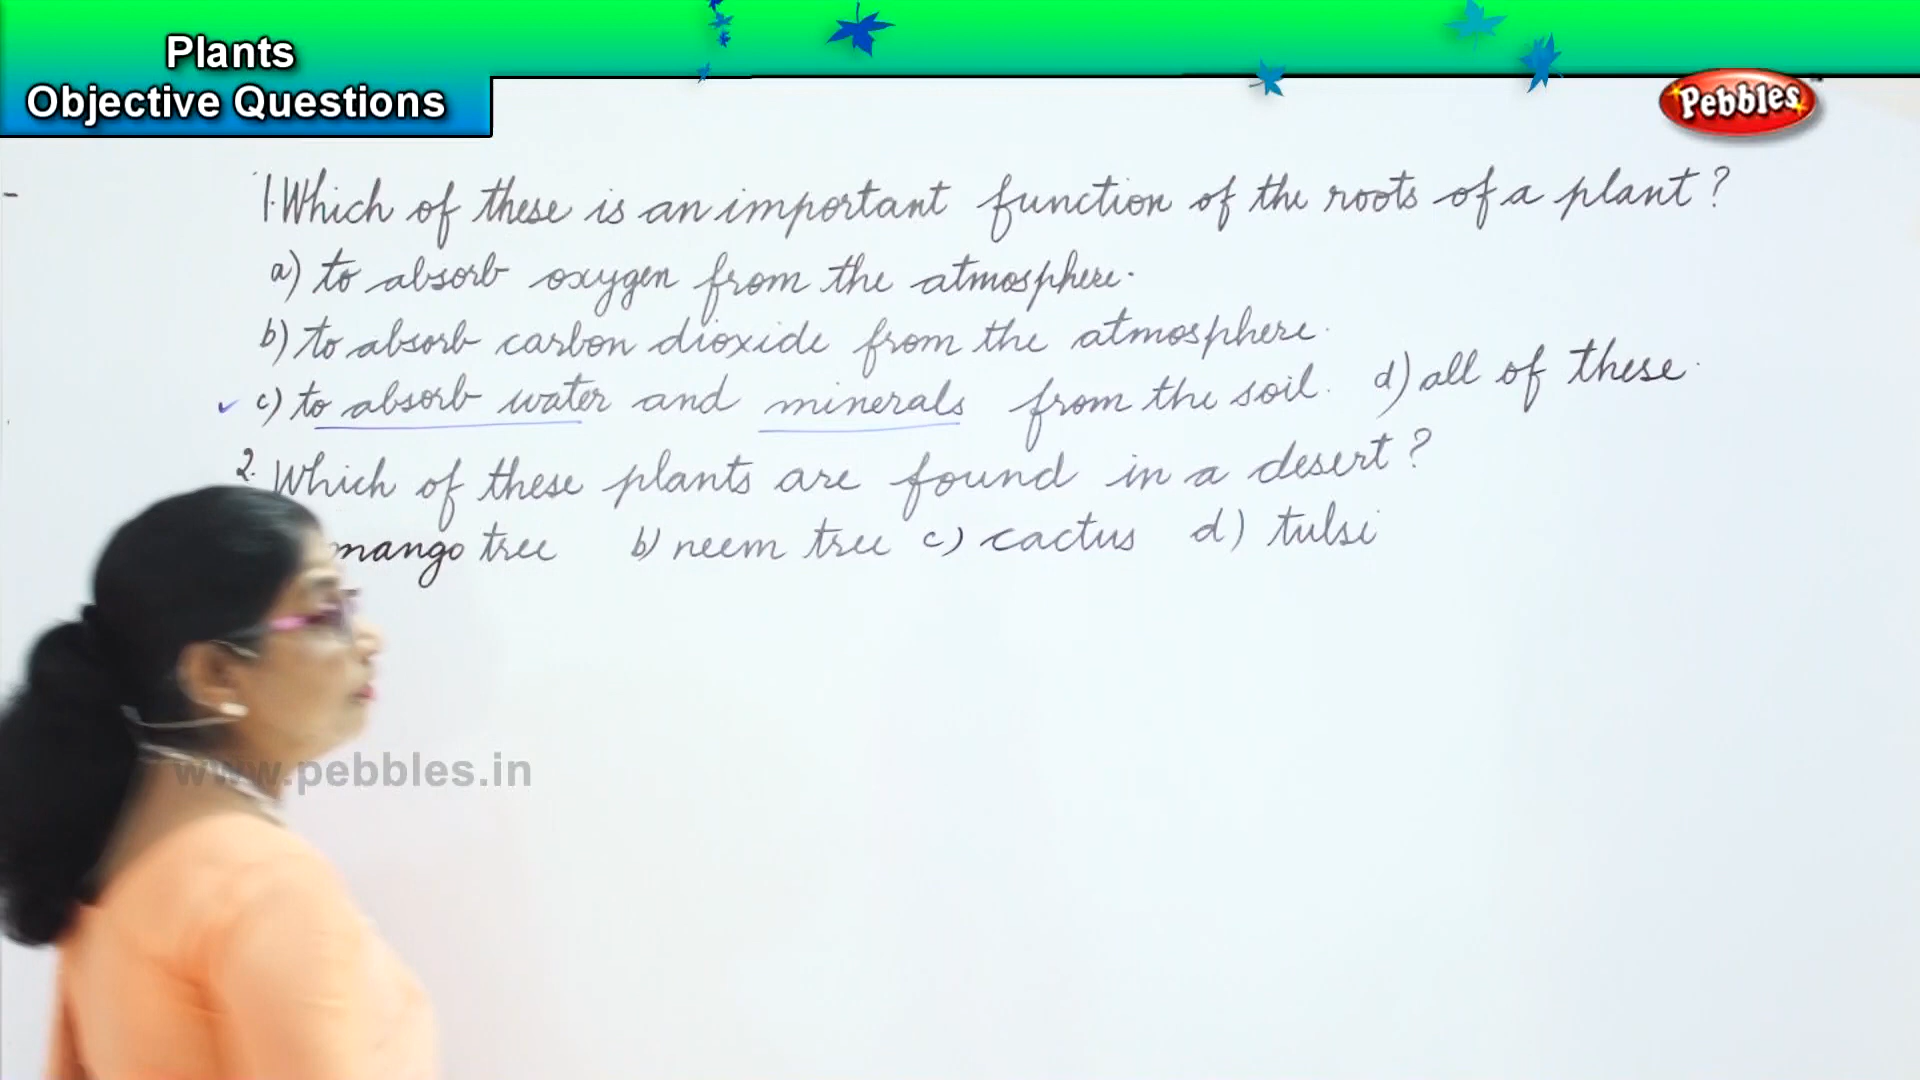 Plants
Objective Questions
Pebbles
1. Which of these is an important function of the roots of a plant?
a) to absorb oxygen from the atmosphere.
b) to absorb carbon dioxide from the atmosphere.
c) to absorb water and minerals from the soil. d) all of these.
2. Which of these plants are found in a desert?
mango tree b) neem tree c) cactus d) tulsi
www.pebbles.in